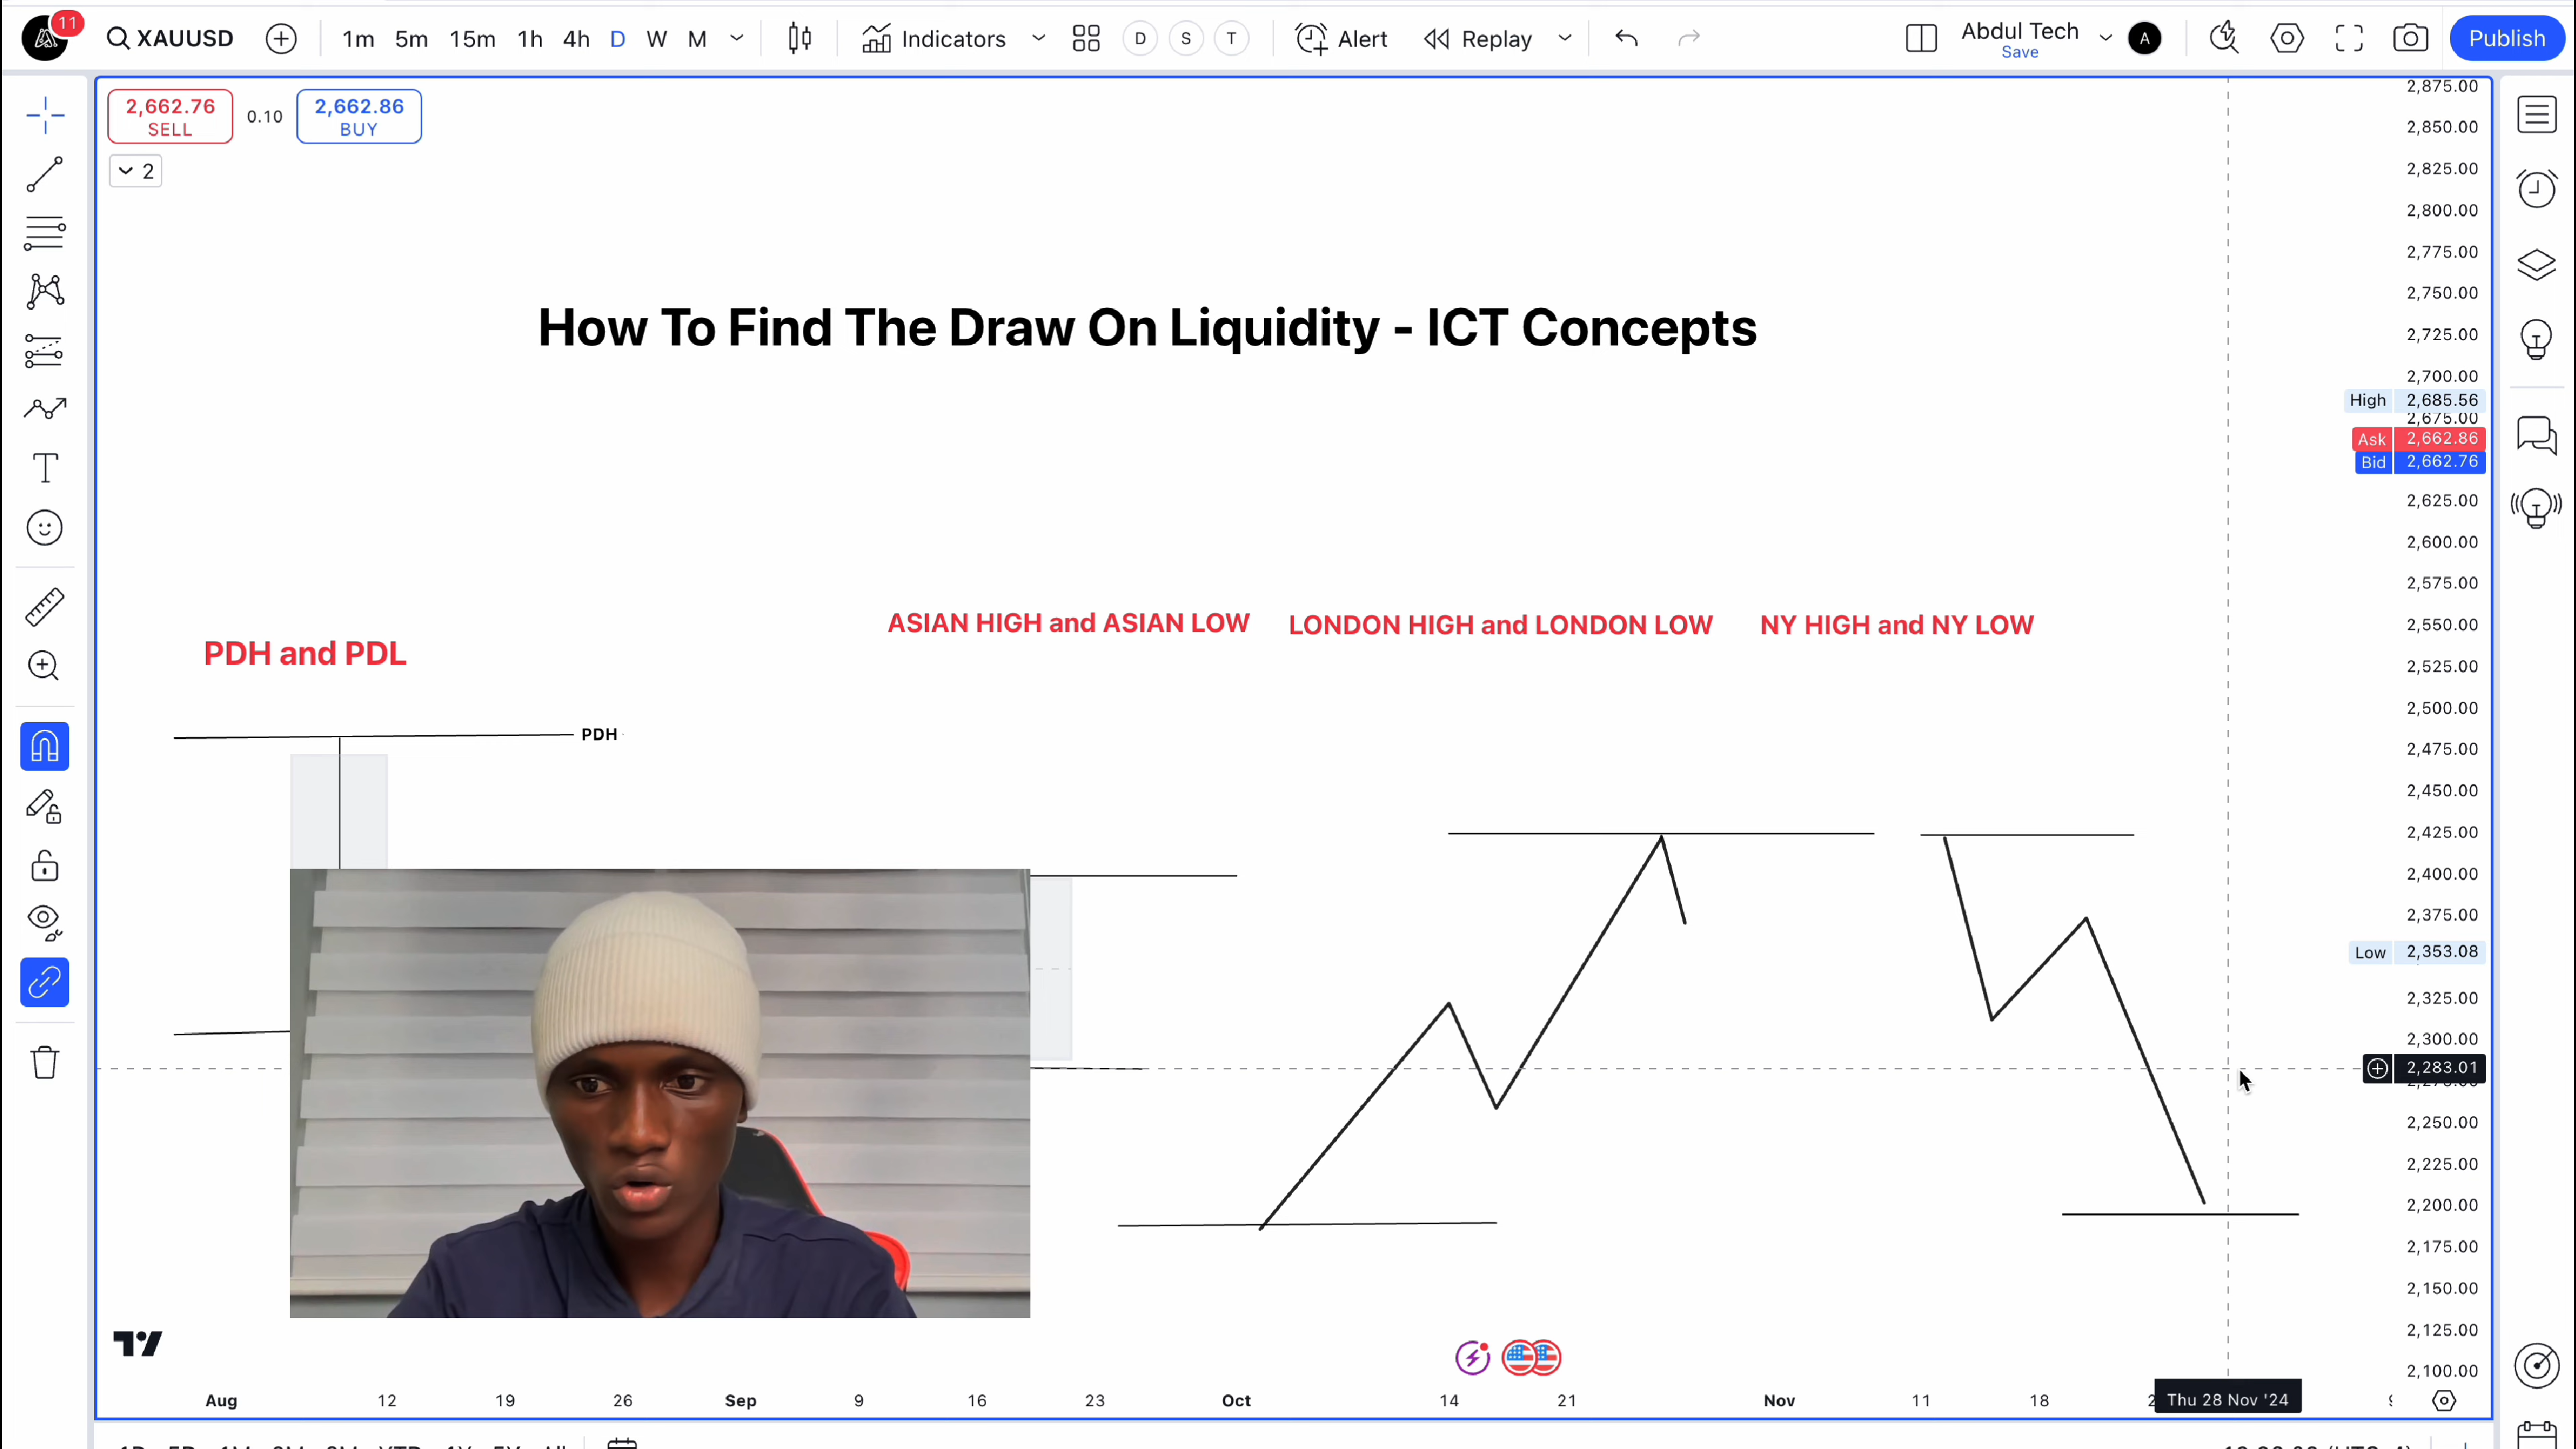 11
XAUUSD
1m 5m 15m 1h 4h D W M
Indicators
D S T
Alert
Replay
Abdul Tech
Save
A
Publish
2,662.76
SELL
0.10
2,662.86
BUY
2
How To Find The Draw On Liquidity - ICT Concepts
PDH and PDL
ASIAN HIGH and ASIAN LOW
LONDON HIGH and LONDON LOW
NY HIGH and NY LOW
PDH
2,875.00
2,850.00
2,825.00
2,800.00
2,775.00
2,750.00
2,725.00
2,700.00
High 2,685.56
2,675.00
Ask 2,662.86
Bid 2,662.76
2,625.00
2,600.00
2,575.00
2,550.00
2,525.00
2,500.00
2,475.00
2,450.00
2,425.00
2,400.00
2,375.00
Low 2,353.08
2,325.00
2,300.00
2,283.01
2,250.00
2,225.00
2,200.00
2,175.00
2,150.00
2,125.00
2,100.00
Aug 12 19 26 Sep 9 16 23 Oct 14 21 Nov 11 18 Thu 28 Nov '24